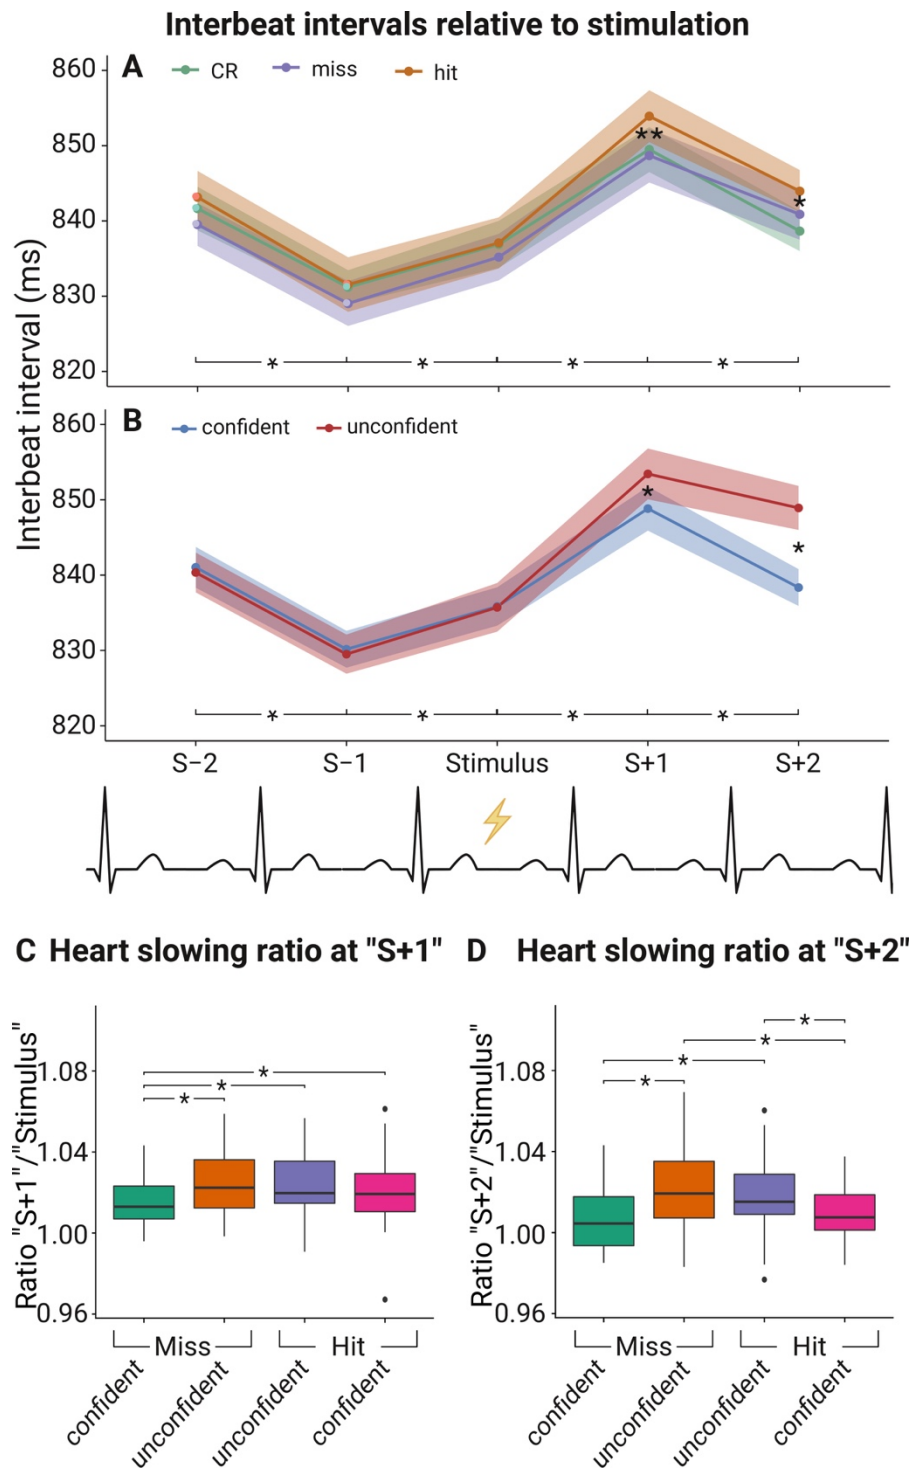 Interbeat intervals relative to stimulation
A
CR miss hit
860
850
840
830
820
**
*
* * * *
Interbeat interval (ms)
B
confident unconfident
860
850
840
830
820
*
*
* * * *
S−2 S−1 Stimulus S+1 S+2
C Heart slowing ratio at "S+1"
Ratio "S+1"/"Stimulus"
1.08
1.04
1.00
0.96
*
*
*
Miss Hit
confident unconfident unconfident confident
D Heart slowing ratio at "S+2"
Ratio "S+2"/"Stimulus"
1.08
1.04
1.00
0.96
*
*
*
*
Miss Hit
confident unconfident unconfident confident